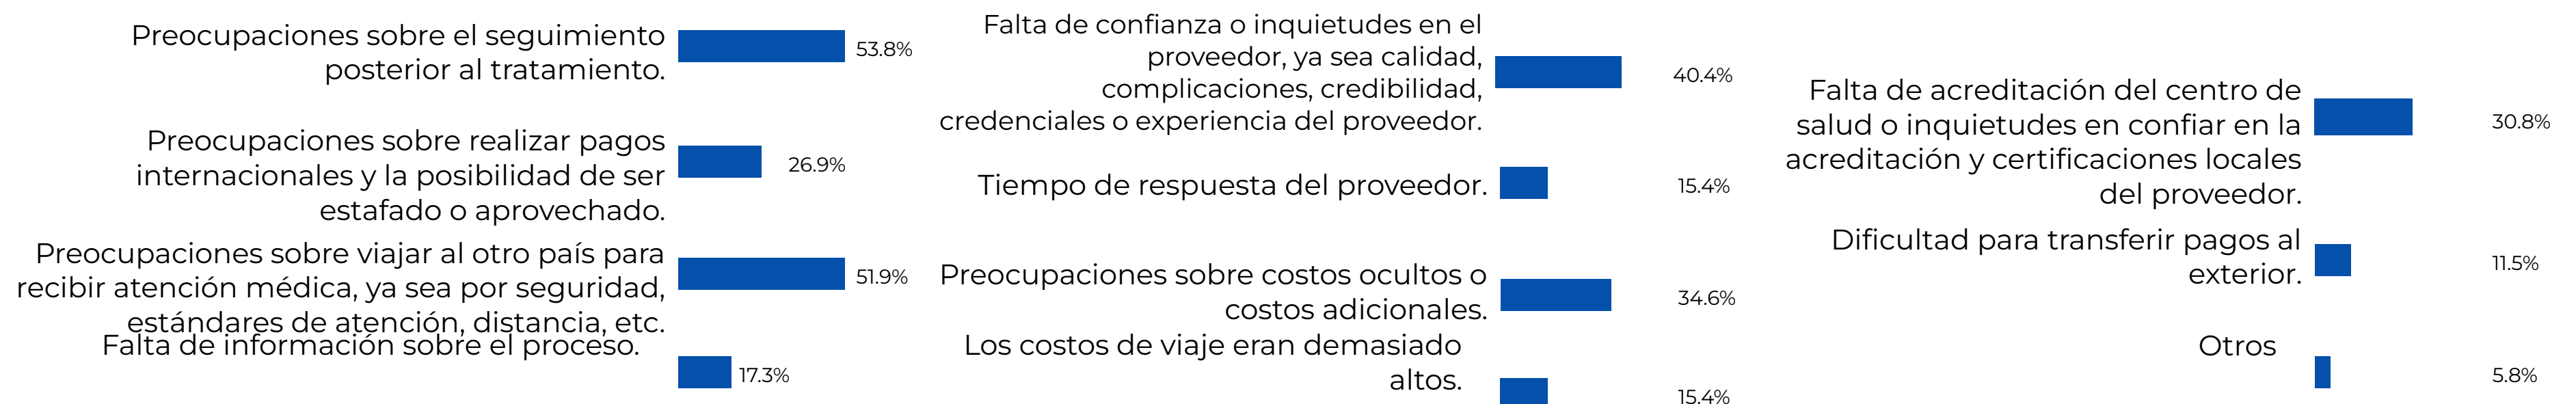 Preocupaciones sobre el seguimiento
posterior al tratamiento.
53.8%
Preocupaciones sobre realizar pagos
internacionales y la posibilidad de ser
estafado o aprovechado.
26.9%
Preocupaciones sobre viajar al otro país para
recibir atención médica, ya sea por seguridad,
estándares de atención, distancia, etc.
51.9%
Falta de información sobre el proceso.
17.3%
Falta de confianza o inquietudes en el
proveedor, ya sea calidad,
complicaciones, credibilidad,
credenciales o experiencia del proveedor.
40.4%
Tiempo de respuesta del proveedor.
15.4%
Preocupaciones sobre costos ocultos o
costos adicionales.
34.6%
Los costos de viaje eran demasiado
altos.
15.4%
Falta de acreditación del centro de
salud o inquietudes en confiar en la
acreditación y certificaciones locales
del proveedor.
30.8%
Dificultad para transferir pagos al
exterior.
11.5%
Otros
5.8%